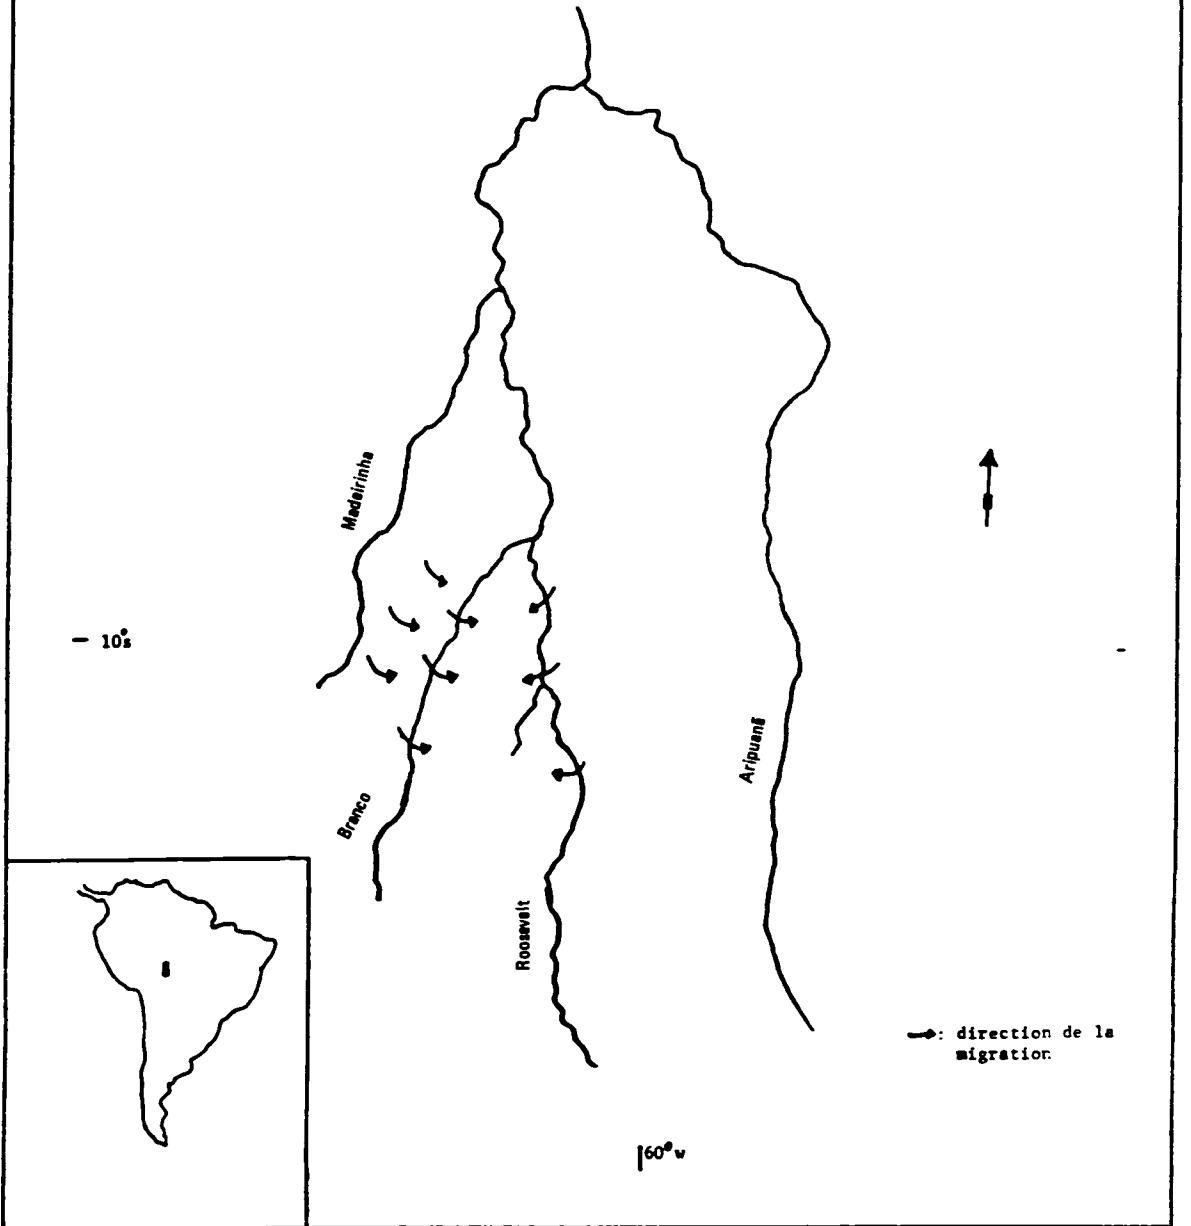 Madeirinha
10°s
Aripuanã
Branco
Roosevelt
: direction de la
migration
60° w